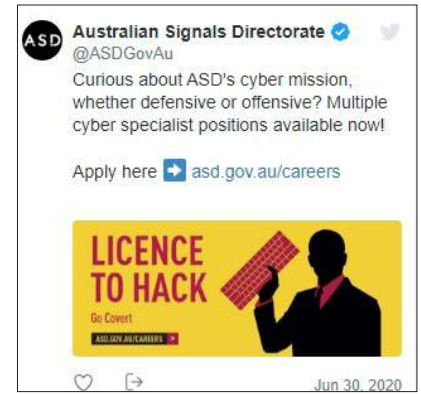 ASD
Australian Signals Directorate
@ASDGovAu
Curious about ASD's cyber mission,
whether defensive or offensive? Multiple
cyber specialist positions available now!
Apply here ➡ asd.gov.au/careers
LICENCE
TO HACK
Go Covert
ASD.GOV.AU/CAREERS >
Jun 30, 2020